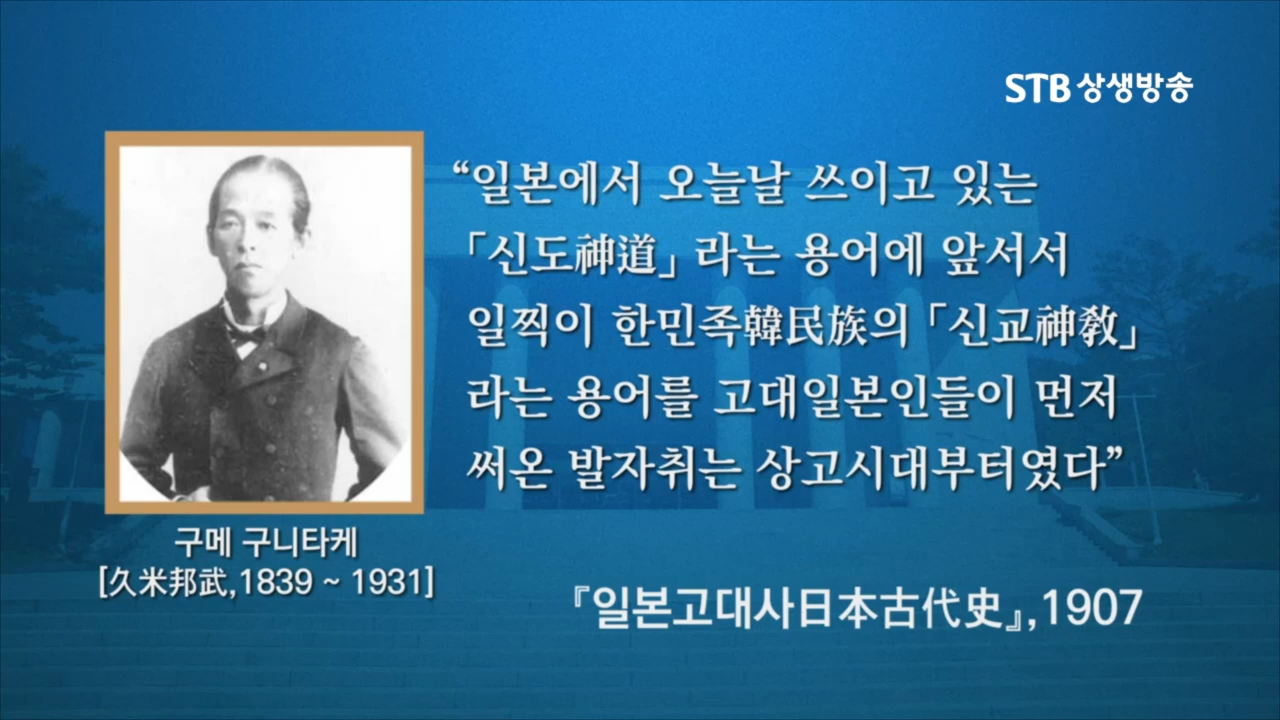 STB 상생방송
“일본에서 오늘날 쓰이고 있는
「신도神道」 라는 용어에 앞서서
일찍이 한민족韓民族의 「신교神敎」
라는 용어를 고대일본인들이 먼저
써온 발자취는 상고시대부터였다”
구메 구니타케
[久米邦武,1839 ~ 1931]
『일본고대사日本古代史』,1907